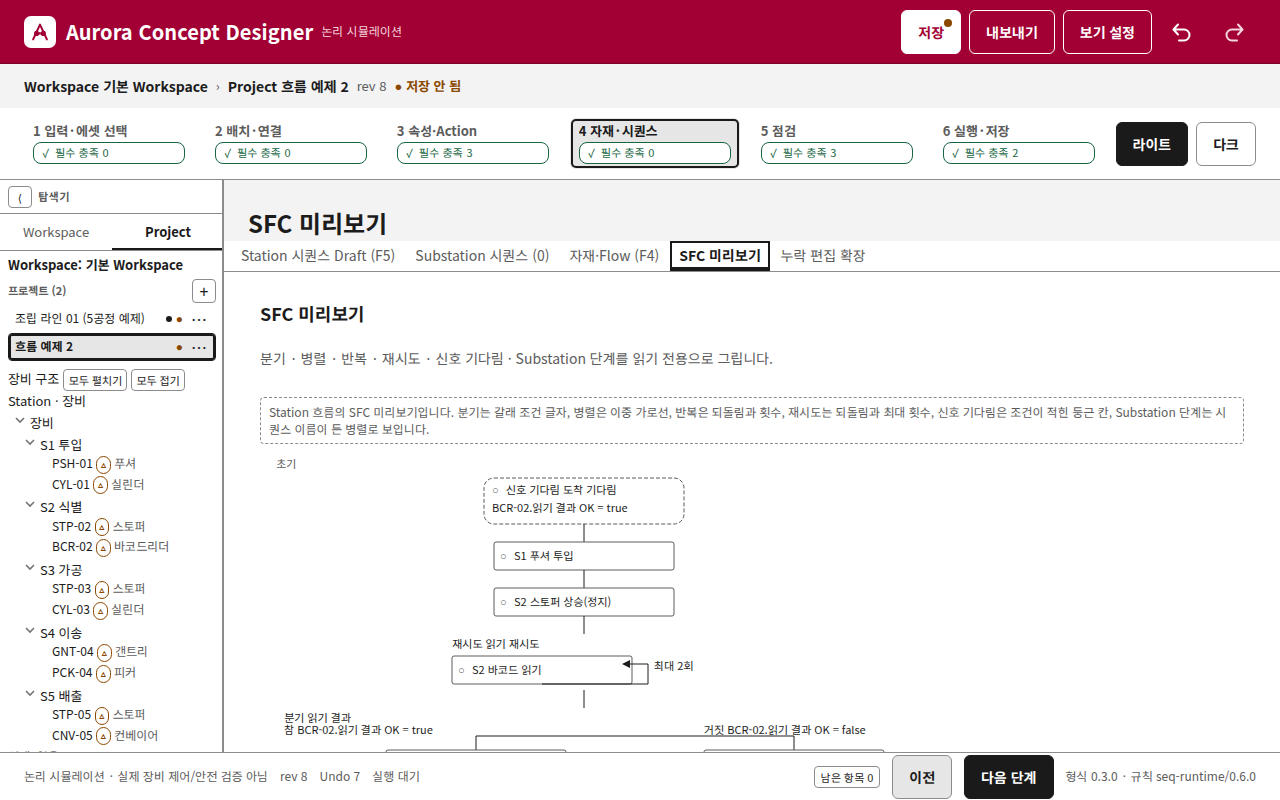 Aurora Concept Designer 논리 시뮬레이션
저장 내보내기 보기 설정
Workspace 기본 Workspace › Project 흐름 예제 2 rev 8 ● 저장 안 됨
1 입력·에셋 선택
✓ 필수 충족 0
2 배치·연결
✓ 필수 충족 0
3 속성·Action
✓ 필수 충족 3
4 자재·시퀀스
✓ 필수 충족 0
5 점검
✓ 필수 충족 3
6 실행·저장
✓ 필수 충족 2
라이트 다크
⟨ 탐색기
Workspace Project
Workspace: 기본 Workspace
프로젝트 (2) +
조립 라인 01 (5공정 예제) ● ● ···
흐름 예제 2 ● ···
장비 구조 모두 펼치기 모두 접기
Station · 장비
장비
S1 투입
PSH-01 푸셔
CYL-01 실린더
S2 식별
STP-02 스토퍼
BCR-02 바코드리더
S3 가공
STP-03 스토퍼
CYL-03 실린더
S4 이송
GNT-04 갠트리
PCK-04 피커
S5 배출
STP-05 스토퍼
CNV-05 컨베이어
SFC 미리보기
Station 시퀀스 Draft (F5) Substation 시퀀스 (0) 자재·Flow (F4) SFC 미리보기 누락 편집 확장
SFC 미리보기
분기 · 병렬 · 반복 · 재시도 · 신호 기다림 · Substation 단계를 읽기 전용으로 그립니다.
Station 흐름의 SFC 미리보기입니다. 분기는 갈래 조건 글자, 병렬은 이중 가로선, 반복은 되돌림과 횟수, 재시도는 되돌림과 최대 횟수, 신호 기다림은 조건이 적힌 둥근 칸, Substation 단계는 시
퀀스 이름이 튼 병렬로 보입니다.
초기
○ 신호 기다림 도착 기다림
BCR-02.읽기 결과 OK = true
○ S1 푸셔 투입
○ S2 스토퍼 상승(정지)
재시도 읽기 재시도
○ S2 바코드 읽기
최대 2회
분기 읽기 결과
참 BCR-02.읽기 결과 OK = true
거짓 BCR-02.읽기 결과 OK = false
논리 시뮬레이션 · 실제 장비 제어/안전 검증 아님 rev 8 Undo 7 실행 대기
남은 항목 0 이전 다음 단계 형식 0.3.0 · 규칙 seq-runtime/0.6.0